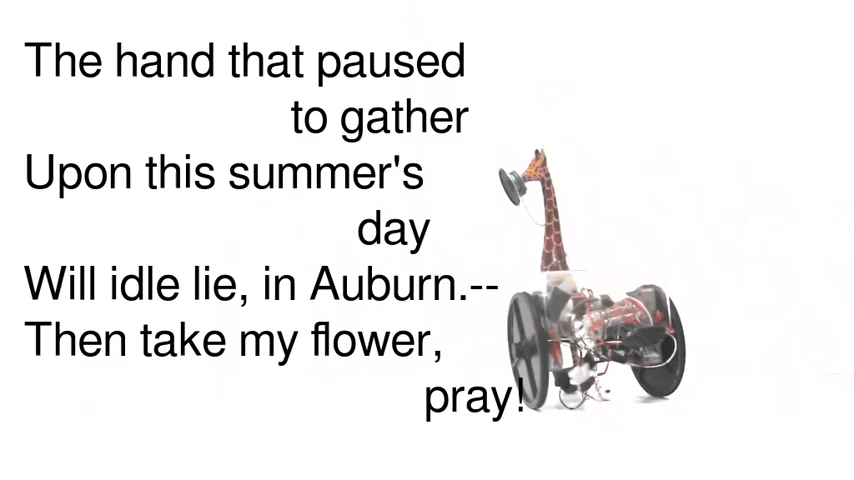 The hand that paused
to gather
Upon this summer's
day
Will idle lie, in Auburn.--
Then take my flower,
pray!